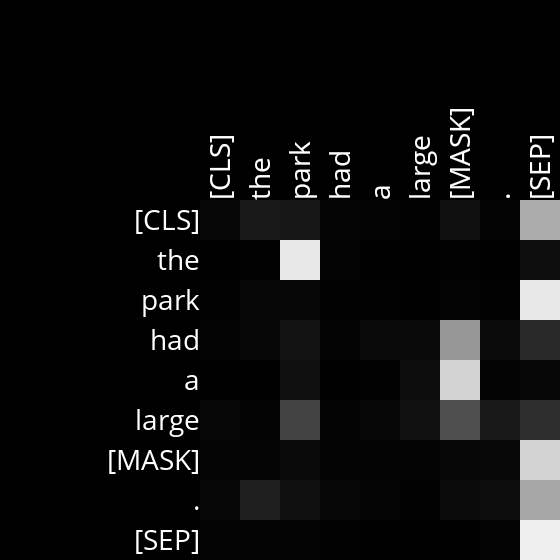 [CLS] the park had a large [MASK] . [SEP]
[CLS]
the
park
had
a
large
[MASK]
.
[SEP]